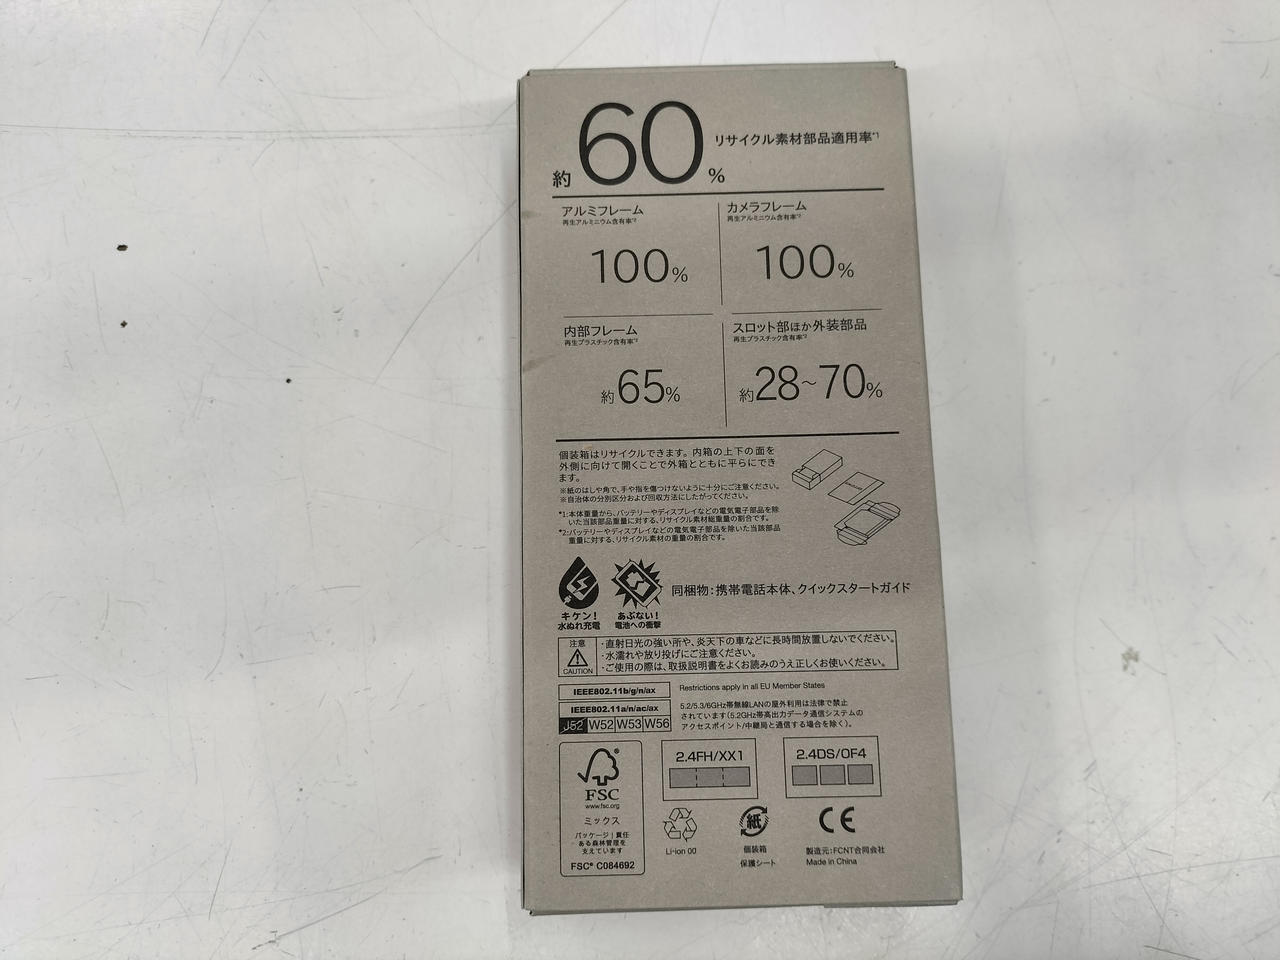 約60% リサイクル素材部品適用率*1
アルミフレーム
再生アルミニウム含有率*2
100%
カメラフレーム
再生アルミニウム含有率*2
100%
内部フレーム
再生プラスチック含有率*2
約65%
スロット部ほか外装部品
再生プラスチック含有率*2
約28~70%
個装箱はリサイクルできます。内箱の上下の面を
外側に向けて開くことで外箱とともに平らにでき
ます。
※紙のはしや角で、手や指を傷つけないように十分にご注意ください。
※自治体の分別区分および回収方法にしたがってください。
*1:本体重量から、バッテリーやディスプレイなどの電気電子部品を除
いた当該部品重量に対する、リサイクル素材総重量の割合です。
*2:バッテリーやディスプレイなどの電気電子部品を除いた当該部品
重量に対する、リサイクル素材の重量の割合です。
キケン!
水ぬれ充電
あぶない!
電池への衝撃
同梱物:携帯電話本体、クイックスタートガイド
注意
CAUTION
・直射日光の強い所や、炎天下の車などに長時間放置しないでください。
・水濡れや放り投げにご注意ください。
・ご使用の際は、取扱説明書をよくお読みのうえ正しくお使いください。
IEEE802.11b/g/n/ax
IEEE802.11a/n/ac/ax
J52 W52 W53 W56
Restrictions apply in all EU Member States
5.2/5.3/6GHz帯無線LANの屋外利用は法律で禁止
されています(5.2GHz帯高出力データ通信システムの
アクセスポイント/中継局と通信する場合を除く)。
FSC
www.fsc.org
ミックス
パッケージ|責任
ある森林管理を
支えています
FSC® C084692
2.4FH/XX1
2.4DS/OF4
Li-ion 00
紙
個装箱
保護シート
CE
製造元:FCNT合同会社
Made in China